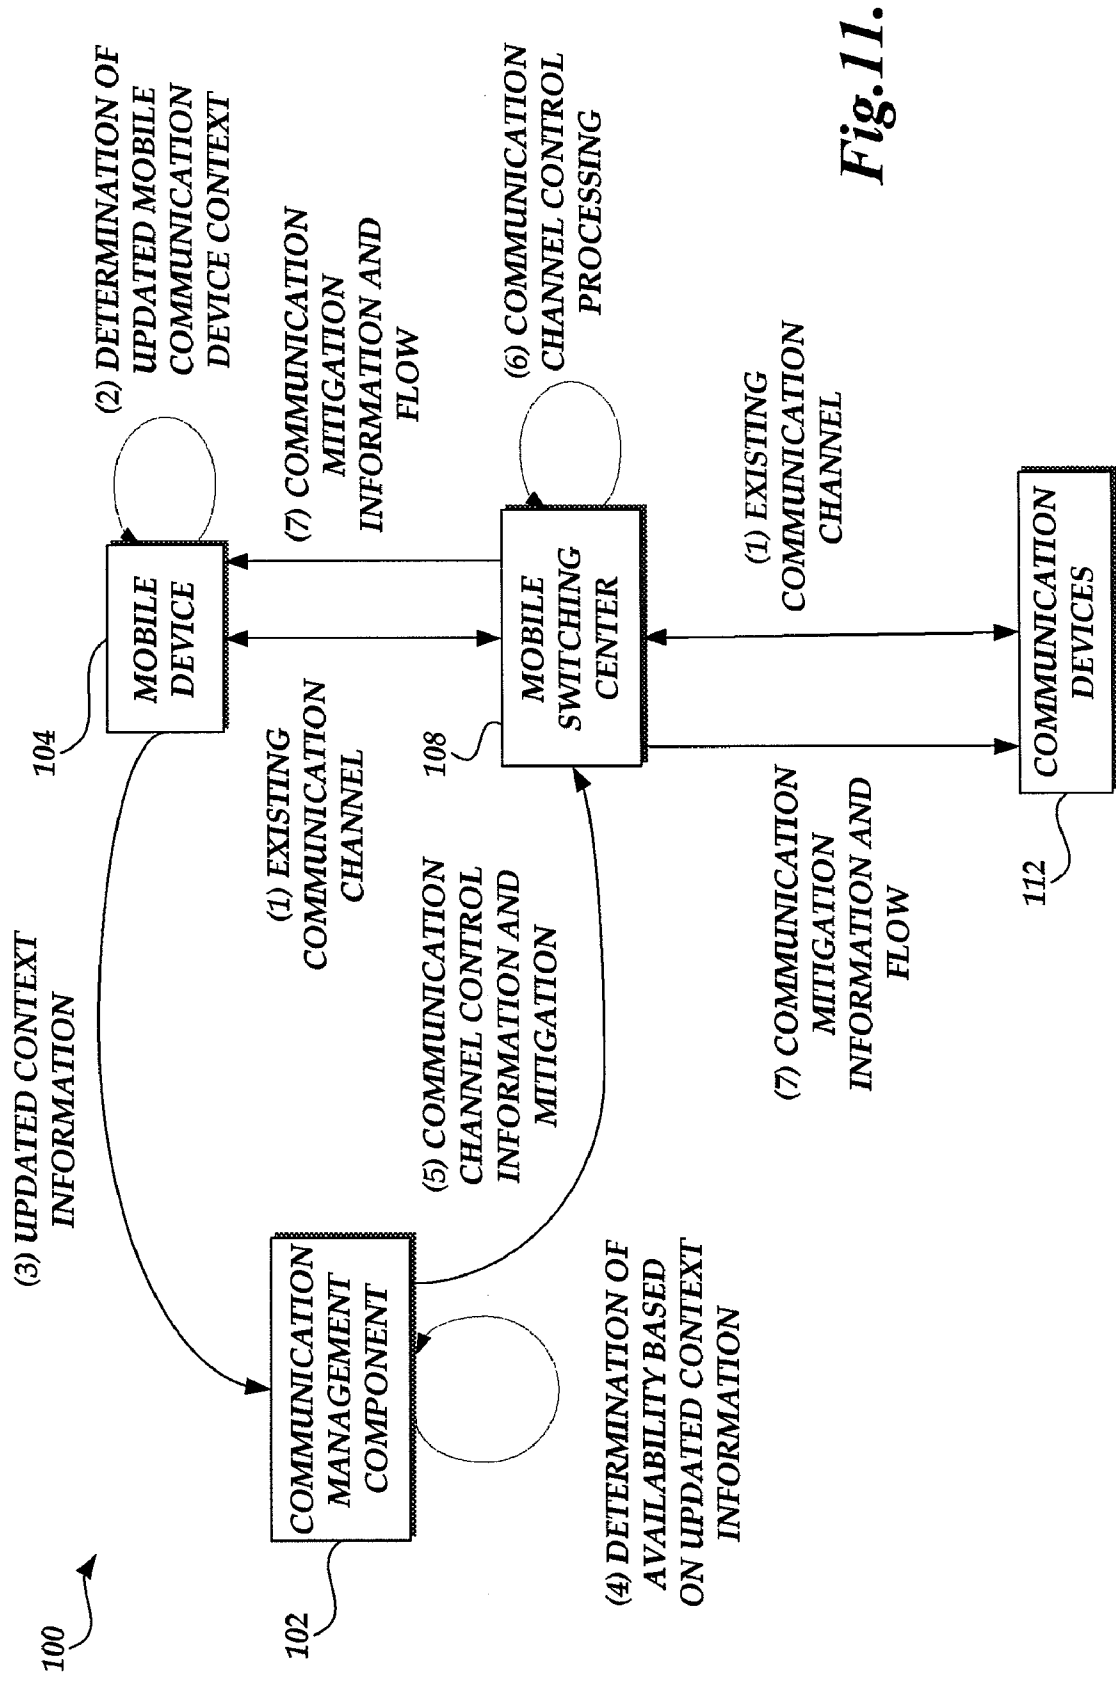 100
(3) UPDATED CONTEXT
INFORMATION
104
MOBILE
DEVICE
(2) DETERMINATION OF
UPDATED MOBILE
COMMUNICATION
DEVICE CONTEXT
102
COMMUNICATION
MANAGEMENT
COMPONENT
(1) EXISTING
COMMUNICATION
CHANNEL
(7) COMMUNICATION
MITIGATION
INFORMATION AND
FLOW
(5) COMMUNICATION
CHANNEL CONTROL
INFORMATION AND
MITIGATION
108
MOBILE
SWITCHING
CENTER
(6) COMMUNICATION
CHANNEL CONTROL
PROCESSING
(4) DETERMINATION OF
AVAILABILITY BASED
ON UPDATED CONTEXT
INFORMATION
(7) COMMUNICATION
MITIGATION
INFORMATION AND
FLOW
(1) EXISTING
COMMUNICATION
CHANNEL
112
COMMUNICATION
DEVICES
Fig.11.